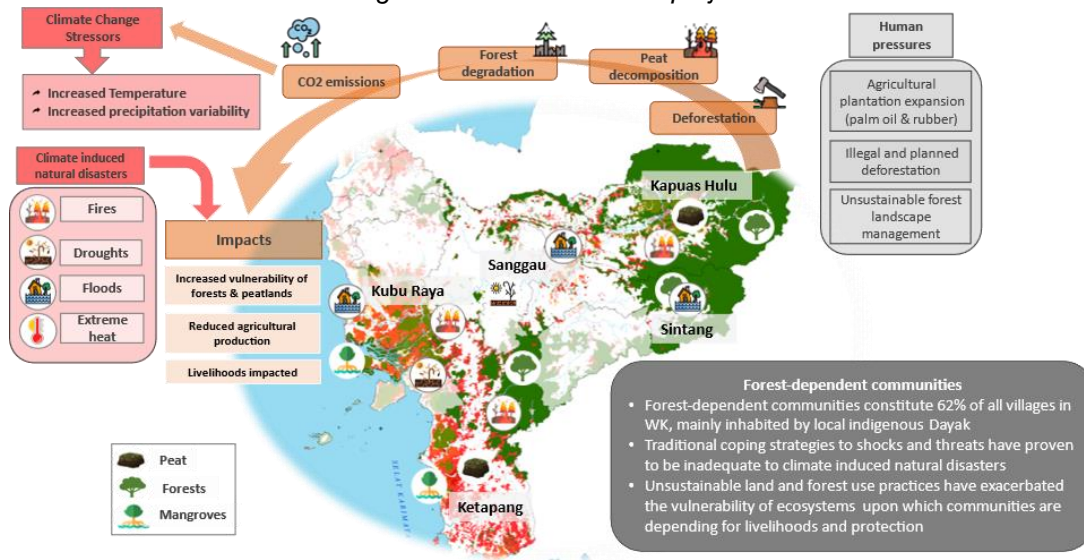 Climate Change
Stressors
Increased Temperature
Increased precipitation variability
CO2
CO2 emissions
Forest
degradation
Peat
decomposition
Deforestation
Human
pressures
Agricultural
plantation expansion
(palm oil & rubber)
Illegal and planned
deforestation
Unsustainable forest
landscape
management
Climate induced
natural disasters
Fires
Droughts
Floods
Extreme
heat
Impacts
Increased vulnerability of
forests & peatlands
Reduced agricultural
production
Livelihoods impacted
Kapuas Hulu
Sanggau
Kubu Raya
Sintang
Ketapang
Peat
Forests
Mangroves
Forest-dependent communities
• Forest-dependent communities constitute 62% of all villages in
WK, mainly inhabited by local indigenous Dayak
• Traditional coping strategies to shocks and threats have proven
to be inadequate to climate induced natural disasters
• Unsustainable land and forest use practices have exacerbated
the vulnerability of ecosystems upon which communities are
depending for livelihoods and protection